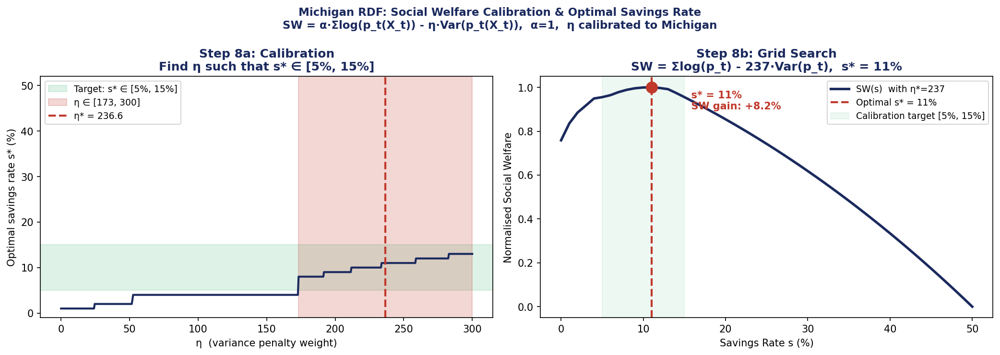 Michigan RDF: Social Welfare Calibration & Optimal Savings Rate
SW = α·Σlog(p_t(X_t)) - η·Var(p_t(X_t)),  α=1,  η calibrated to Michigan
Step 8a: Calibration
Find η such that s* ∈ [5%, 15%]
Target: s* ∈ [5%, 15%]
η ∈ [173, 300]
η* = 236.6
Optimal savings rate s* (%)
50
40
30
20
10
0
0 50 100 150 200 250 300
η  (variance penalty weight)
Step 8b: Grid Search
SW = Σlog(p_t) - 237·Var(p_t),  s* = 11%
s* = 11%
SW gain: +8.2%
SW(s)  with η*=237
Optimal s* = 11%
Calibration target [5%, 15%]
Normalised Social Welfare
1.0
0.8
0.6
0.4
0.2
0.0
0 10 20 30 40 50
Savings Rate s (%)